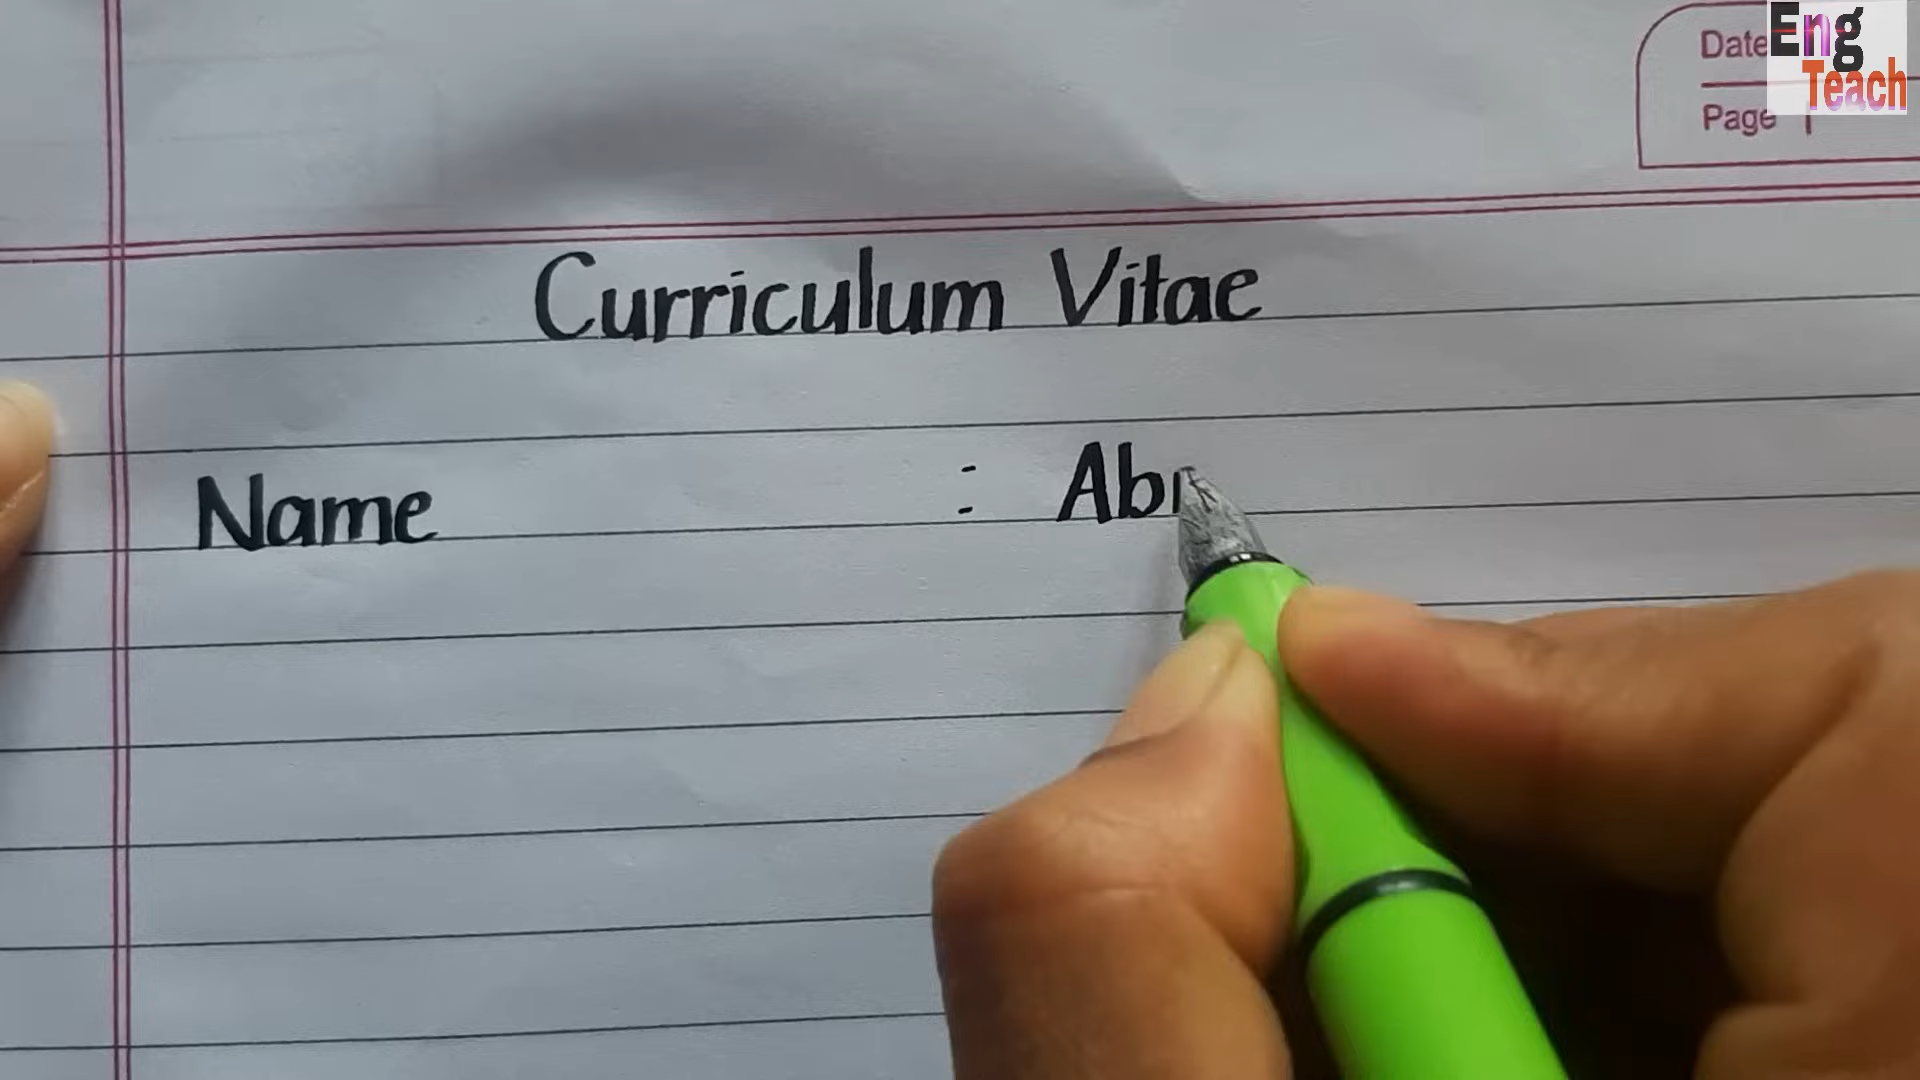 Eng
Teach
Date
Page
Curriculum Vitae
Name : Ab